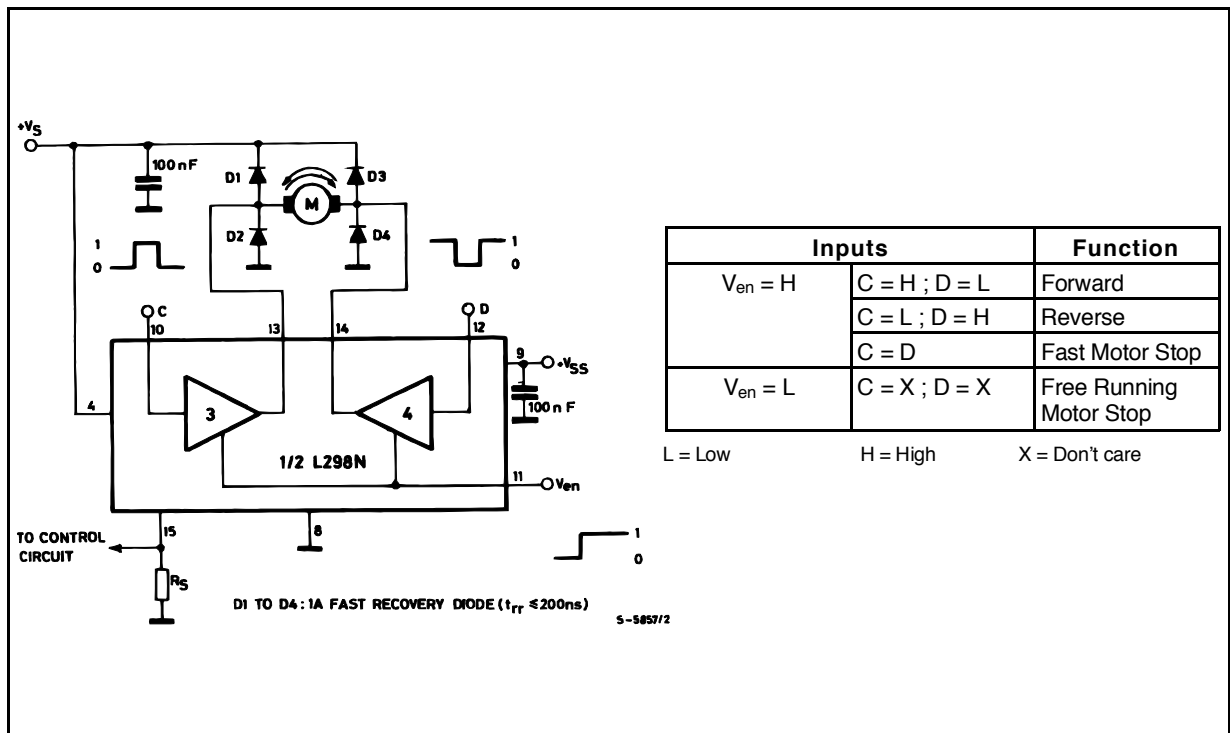 +VS
100nF
D1
D3
M
D2
D4
1
0
1
0
C
D
10
13
14
12
9
+VSS
100nF
4
3
4
1/2 L298N
11
Ven
15
8
TO CONTROL
CIRCUIT
RS
1
0
D1 TO D4 : 1A FAST RECOVERY DIODE (trr ≤ 200ns)
S-5857/2
Inputs Function
Ven = H C = H ; D = L Forward
C = L ; D = H Reverse
C = D Fast Motor Stop
Ven = L C = X ; D = X Free Running
Motor Stop
L = Low H = High X = Don't care